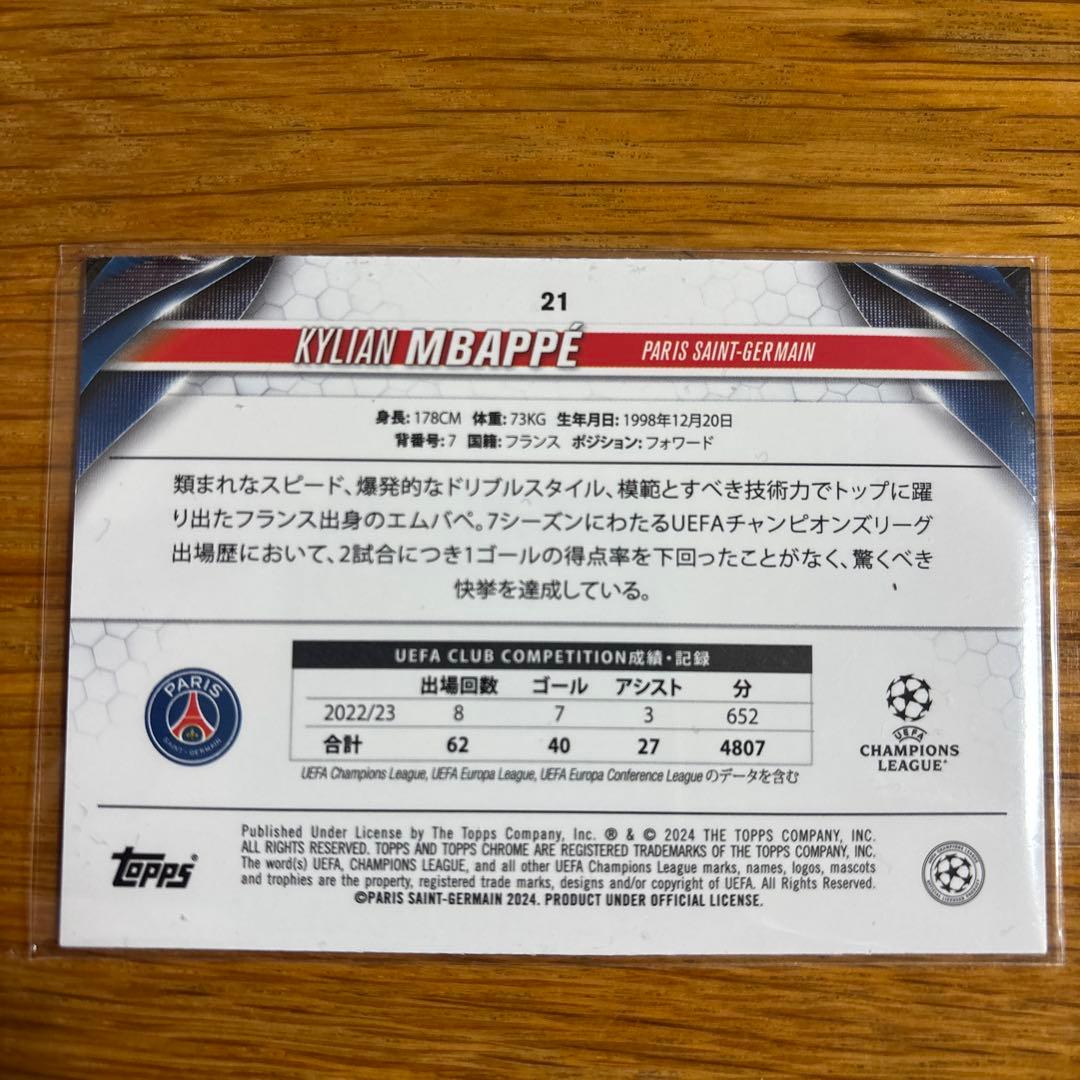 21
KYLIAN MBAPPÉ PARIS SAINT-GERMAIN
身長: 178CM 体重: 73KG 生年月日: 1998年12月20日
背番号: 7 国籍: フランス ポジション: フォワード
類まれなスピード、爆発的なドリブルスタイル、模範とすべき技術力でトップに躍
り出たフランス出身のエムバペ。7シーズンにわたるUEFAチャンピオンズリーグ
出場歴において、2試合につき1ゴールの得点率を下回ったことがなく、驚くべき
快挙を達成している。
UEFA CLUB COMPETITION成績・記録
出場回数 ゴール アシスト 分
2022/23 8 7 3 652
合計 62 40 27 4807
UEFA Champions League, UEFA Europa League, UEFA Europa Conference League のデータを含む
PARIS
SAINT-GERMAIN
UEFA
CHAMPIONS
LEAGUE
topps®
Published Under License by The Topps Company, Inc. ® & © 2024 THE TOPPS COMPANY, INC.
ALL RIGHTS RESERVED. TOPPS AND TOPPS CHROME ARE REGISTERED TRADEMARKS OF THE TOPPS COMPANY, INC.
The word(s) UEFA, CHAMPIONS LEAGUE, and all other UEFA Champions League marks, names, logos, mascots
and trophies are the property, registered trade marks, designs and/or copyright of UEFA. All Rights Reserved.
©PARIS SAINT-GERMAIN 2024. PRODUCT UNDER OFFICIAL LICENSE.